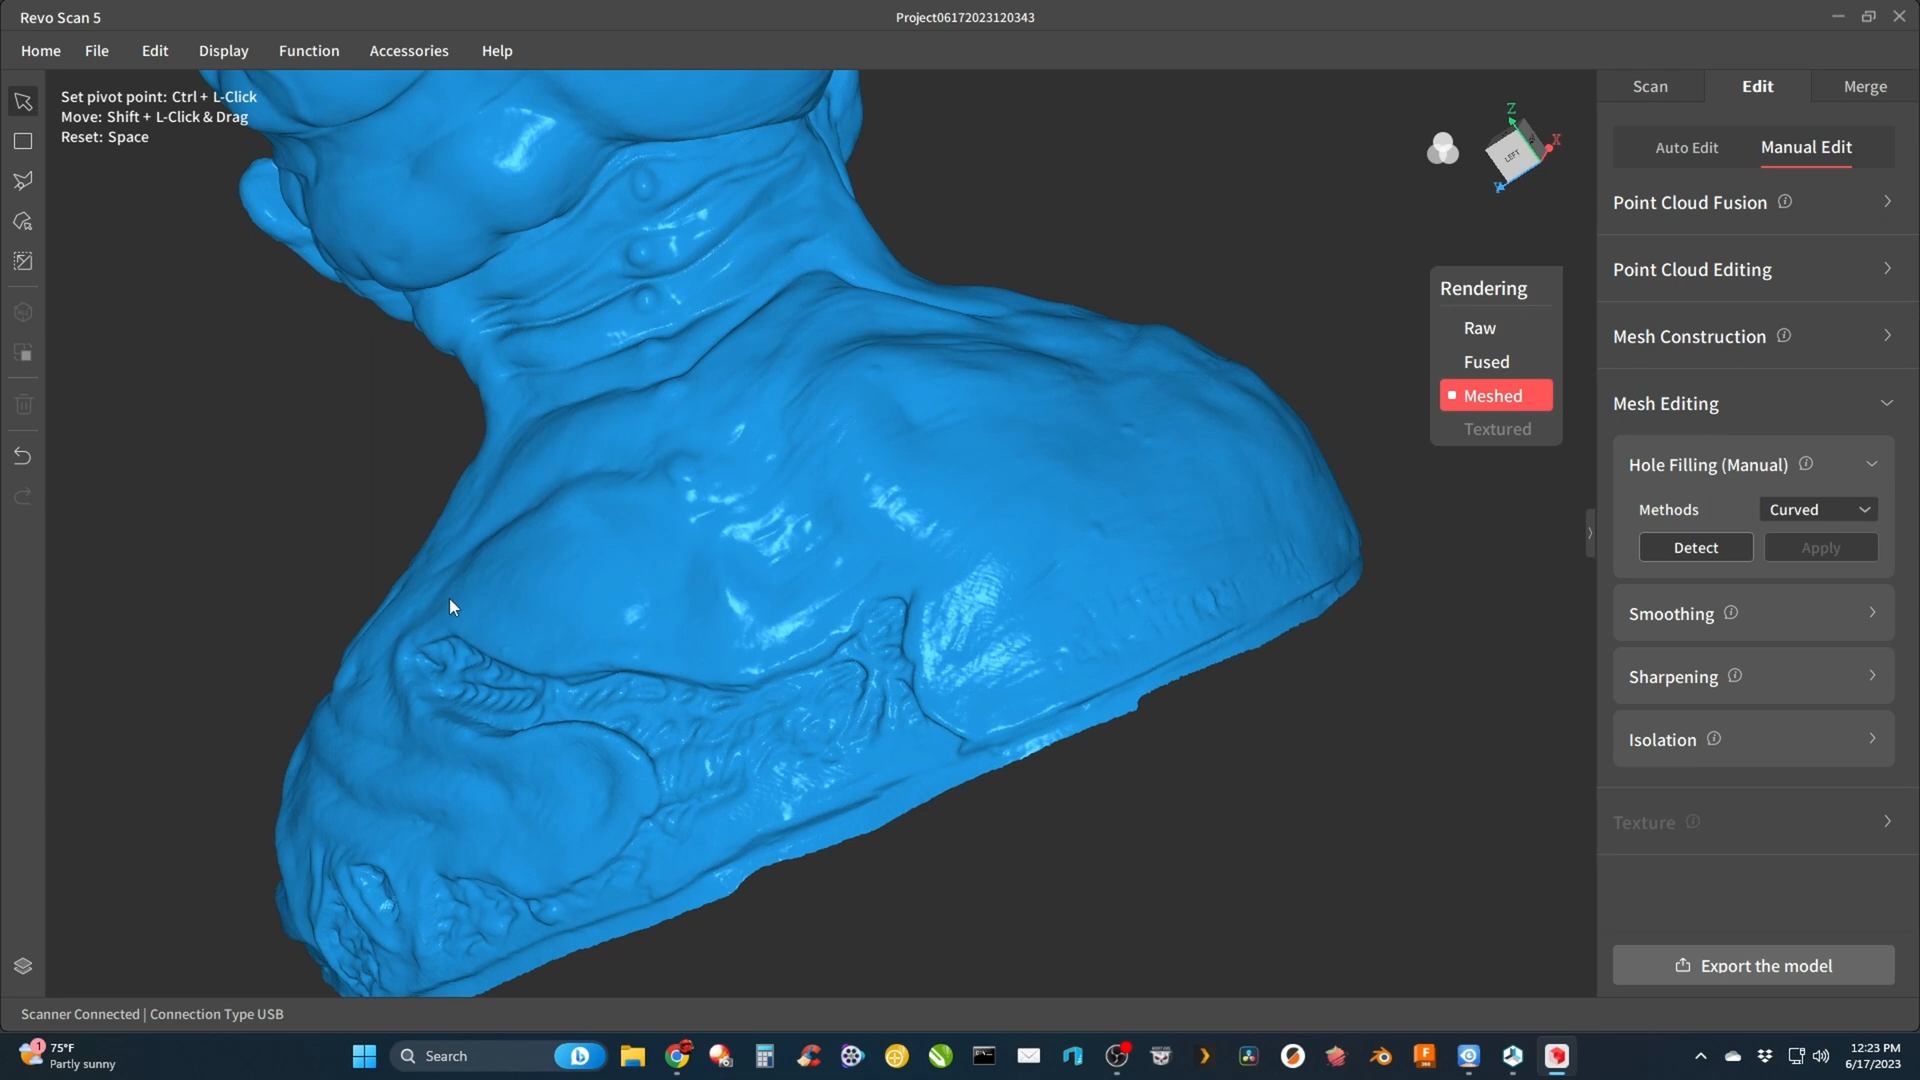 Revo Scan 5
Project06172023120343
Home File Edit Display Function Accessories Help
Set pivot point: Ctrl + L-Click
Move: Shift + L-Click & Drag
Reset: Space
Z
X
LEFT
Y
Rendering
Raw
Fused
Meshed
Textured
Scan Edit Merge
Auto Edit Manual Edit
Point Cloud Fusion
Point Cloud Editing
Mesh Construction
Mesh Editing
Hole Filling (Manual)
Methods Curved
Detect Apply
Smoothing
Sharpening
Isolation
Texture
Export the model
Scanner Connected | Connection Type USB
1
75°F
Partly sunny
Search
12:23 PM
6/17/2023